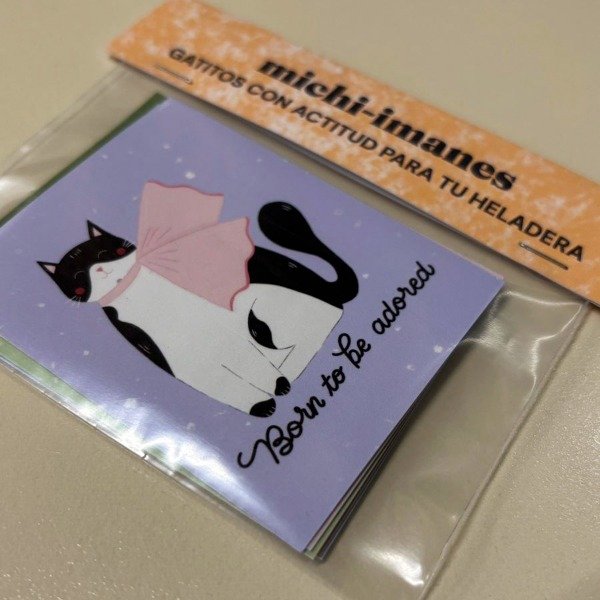 michi-imanes
GATITOS CON ACTITUD PARA TU HELADERA
Born to be adored